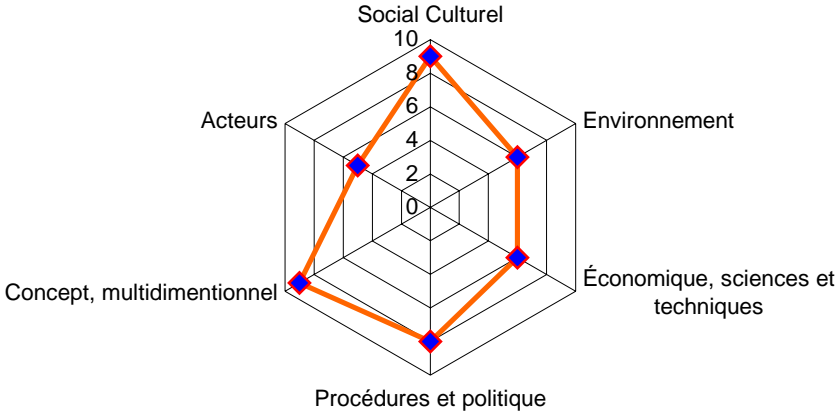 Social Culturel
10
8
6
4
2
0
Acteurs
Environnement
Concept, multidimentionnel
Économique, sciences et
techniques
Procédures et politique